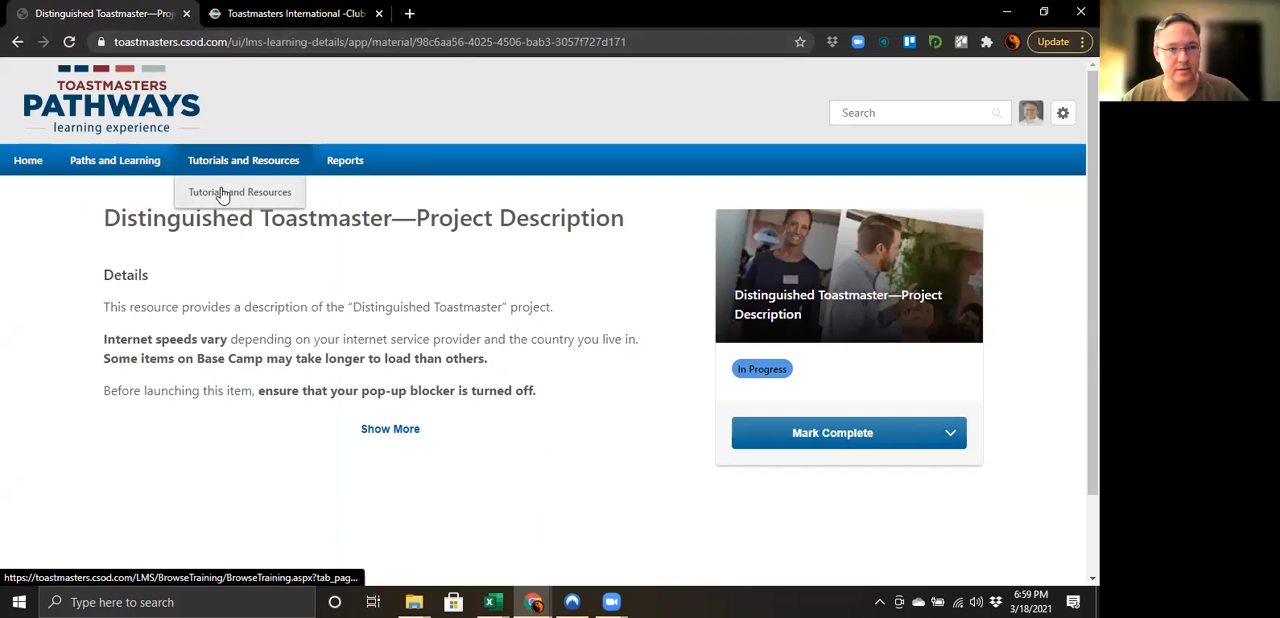 Distinguished Toastmaster—Proj
Toastmasters International -Club
toastmasters.csod.com/ui/lms-learning-details/app/material/98c6aa56-4025-4506-bab3-3057f727d171
Update
TOASTMASTERS
PATHWAYS
learning experience
Search
Home
Paths and Learning
Tutorials and Resources
Reports
Tutorials and Resources
Distinguished Toastmaster—Project Description
Details
This resource provides a description of the “Distinguished Toastmaster” project.
Internet speeds vary depending on your internet service provider and the country you live in.
Some items on Base Camp may take longer to load than others.
Before launching this item, ensure that your pop-up blocker is turned off.
Show More
Distinguished Toastmaster—Project
Description
In Progress
Mark Complete
https://toastmasters.csod.com/LMS/BrowseTraining/BrowseTraining.aspx?tab_pag...
Type here to search
6:59 PM
3/18/2021